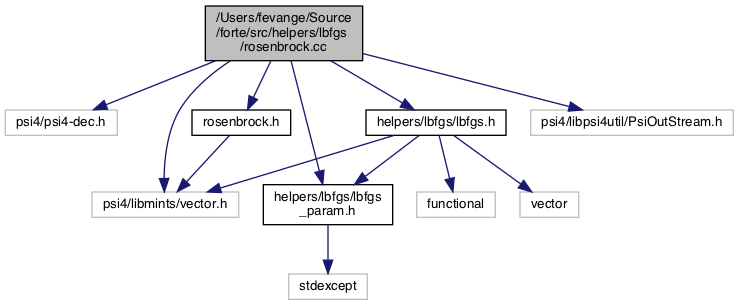 /Users/fevange/Source
/forte/src/helpers/lbfgs
/rosenbrock.cc
psi4/psi4-dec.h
rosenbrock.h
helpers/lbfgs/lbfgs.h
psi4/libpsi4util/PsiOutStream.h
psi4/libmints/vector.h
helpers/lbfgs/lbfgs
_param.h
functional
vector
stdexcept